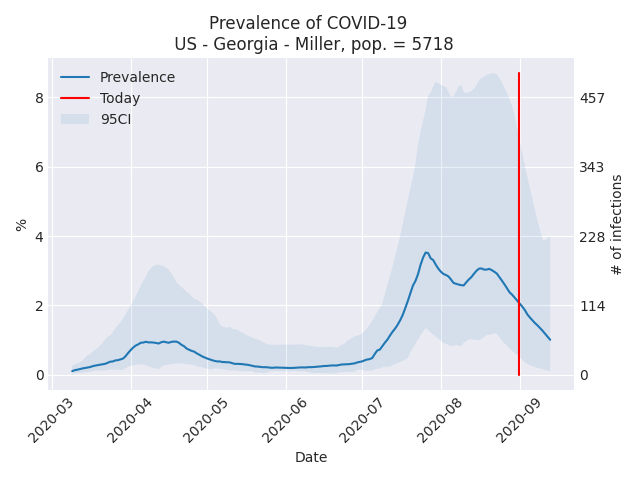 Prevalence of COVID-19
US - Georgia - Miller, pop. = 5718
Prevalence
Today
95CI
8
6
4
2
0
%
457
343
228
114
0
# of infections
2020-03
2020-04
2020-05
2020-06
2020-07
2020-08
2020-09
Date